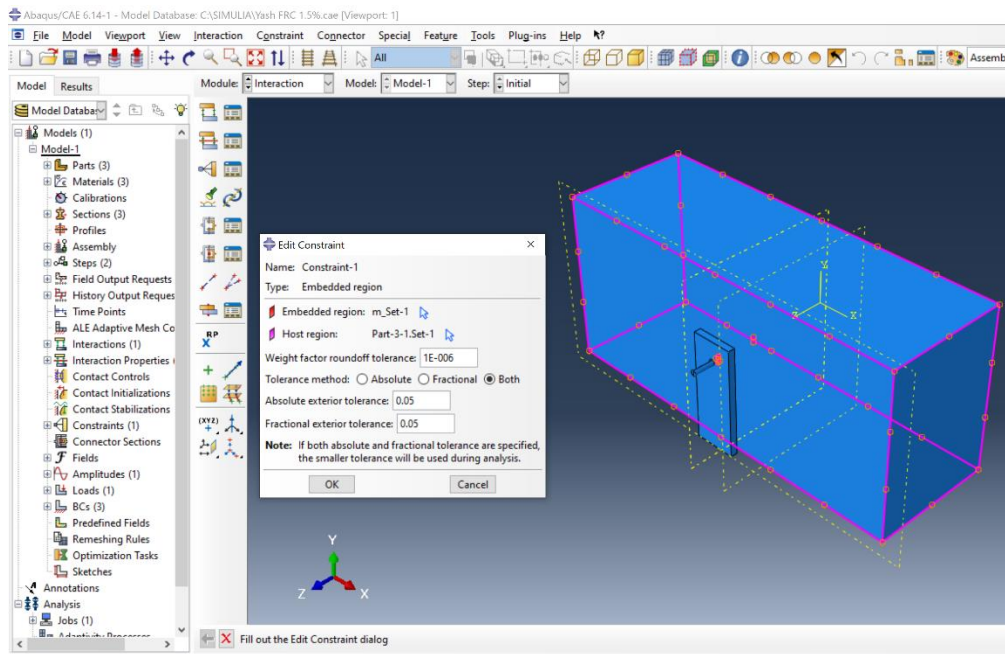 Abaqus/CAE 6.14-1 - Model Database: C:\SIMULIA\Yash FRC 1.5%.cae [Viewport: 1]
File Model Viewport View Interaction Constraint Connector Special Feature Tools Plug-ins Help
All
Assemb
Model Results
Module: Interaction Model: Model-1 Step: Initial
Model Databas
Models (1)
Model-1
Parts (3)
Materials (3)
Calibrations
Sections (3)
Profiles
Assembly
Steps (2)
Field Output Requests
History Output Reques
Time Points
ALE Adaptive Mesh Co
Interactions (1)
Interaction Properties (
Contact Controls
Contact Initializations
Contact Stabilizations
Constraints (1)
Connector Sections
Fields
Amplitudes (1)
Loads (1)
BCs (3)
Predefined Fields
Remeshing Rules
Optimization Tasks
Sketches
Annotations
Analysis
Jobs (1)
Adaptivity Processes
RP
(XYZ)
Edit Constraint
Name: Constraint-1
Type: Embedded region
Embedded region: m_Set-1
Host region: Part-3-1.Set-1
Weight factor roundoff tolerance: 1E-006
Tolerance method: Absolute Fractional Both
Absolute exterior tolerance: 0.05
Fractional exterior tolerance: 0.05
Note: If both absolute and fractional tolerance are specified,
the smaller tolerance will be used during analysis.
OK Cancel
Y
Z X
Fill out the Edit Constraint dialog